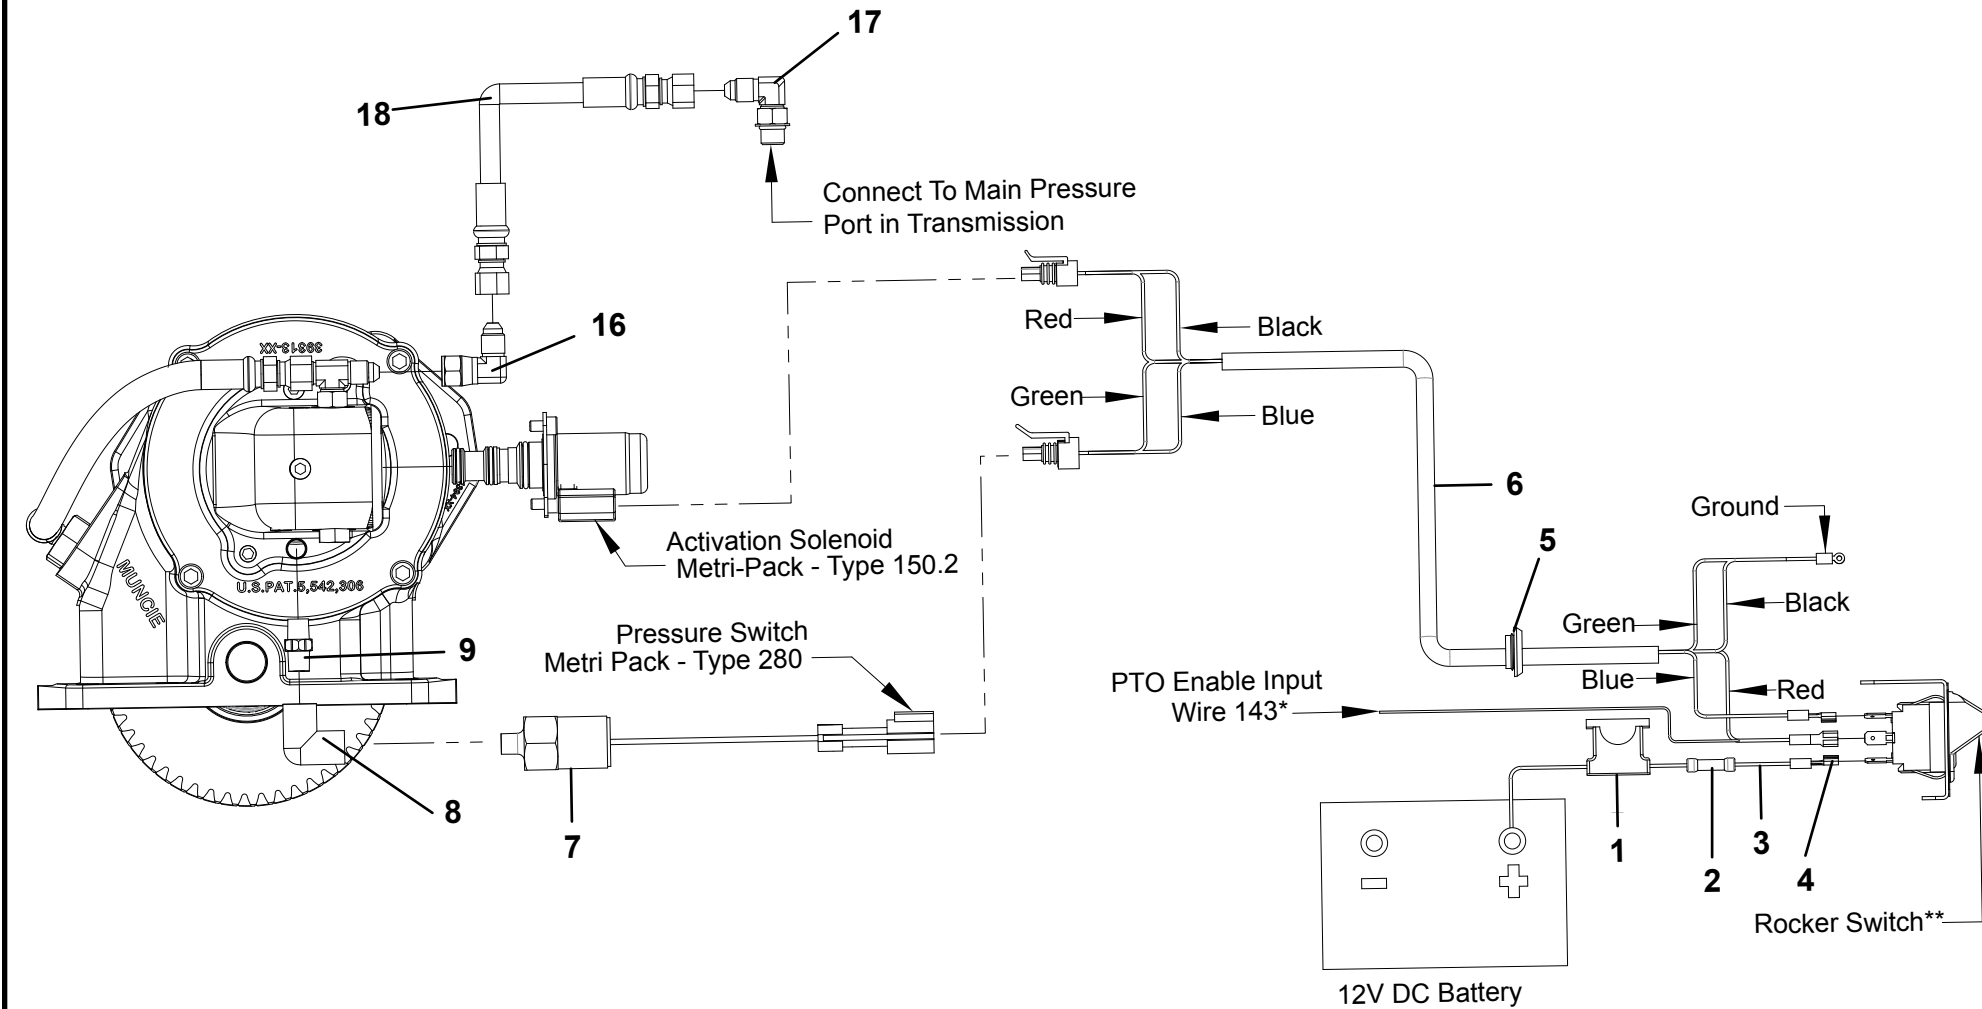 17
18
Connect To Main Pressure
Port in Transmission
16
39313-XX
Red
Black
Green
Blue
6
Activation Solenoid
Metri-Pack - Type 150.2
MUNCIE
U.S.PAT.5,542,306
Ground
5
Black
Green
Pressure Switch
Metri Pack - Type 280
9
PTO Enable Input
Wire 143*
Blue
Red
8
7
1
2
3
4
Rocker Switch**
12V DC Battery